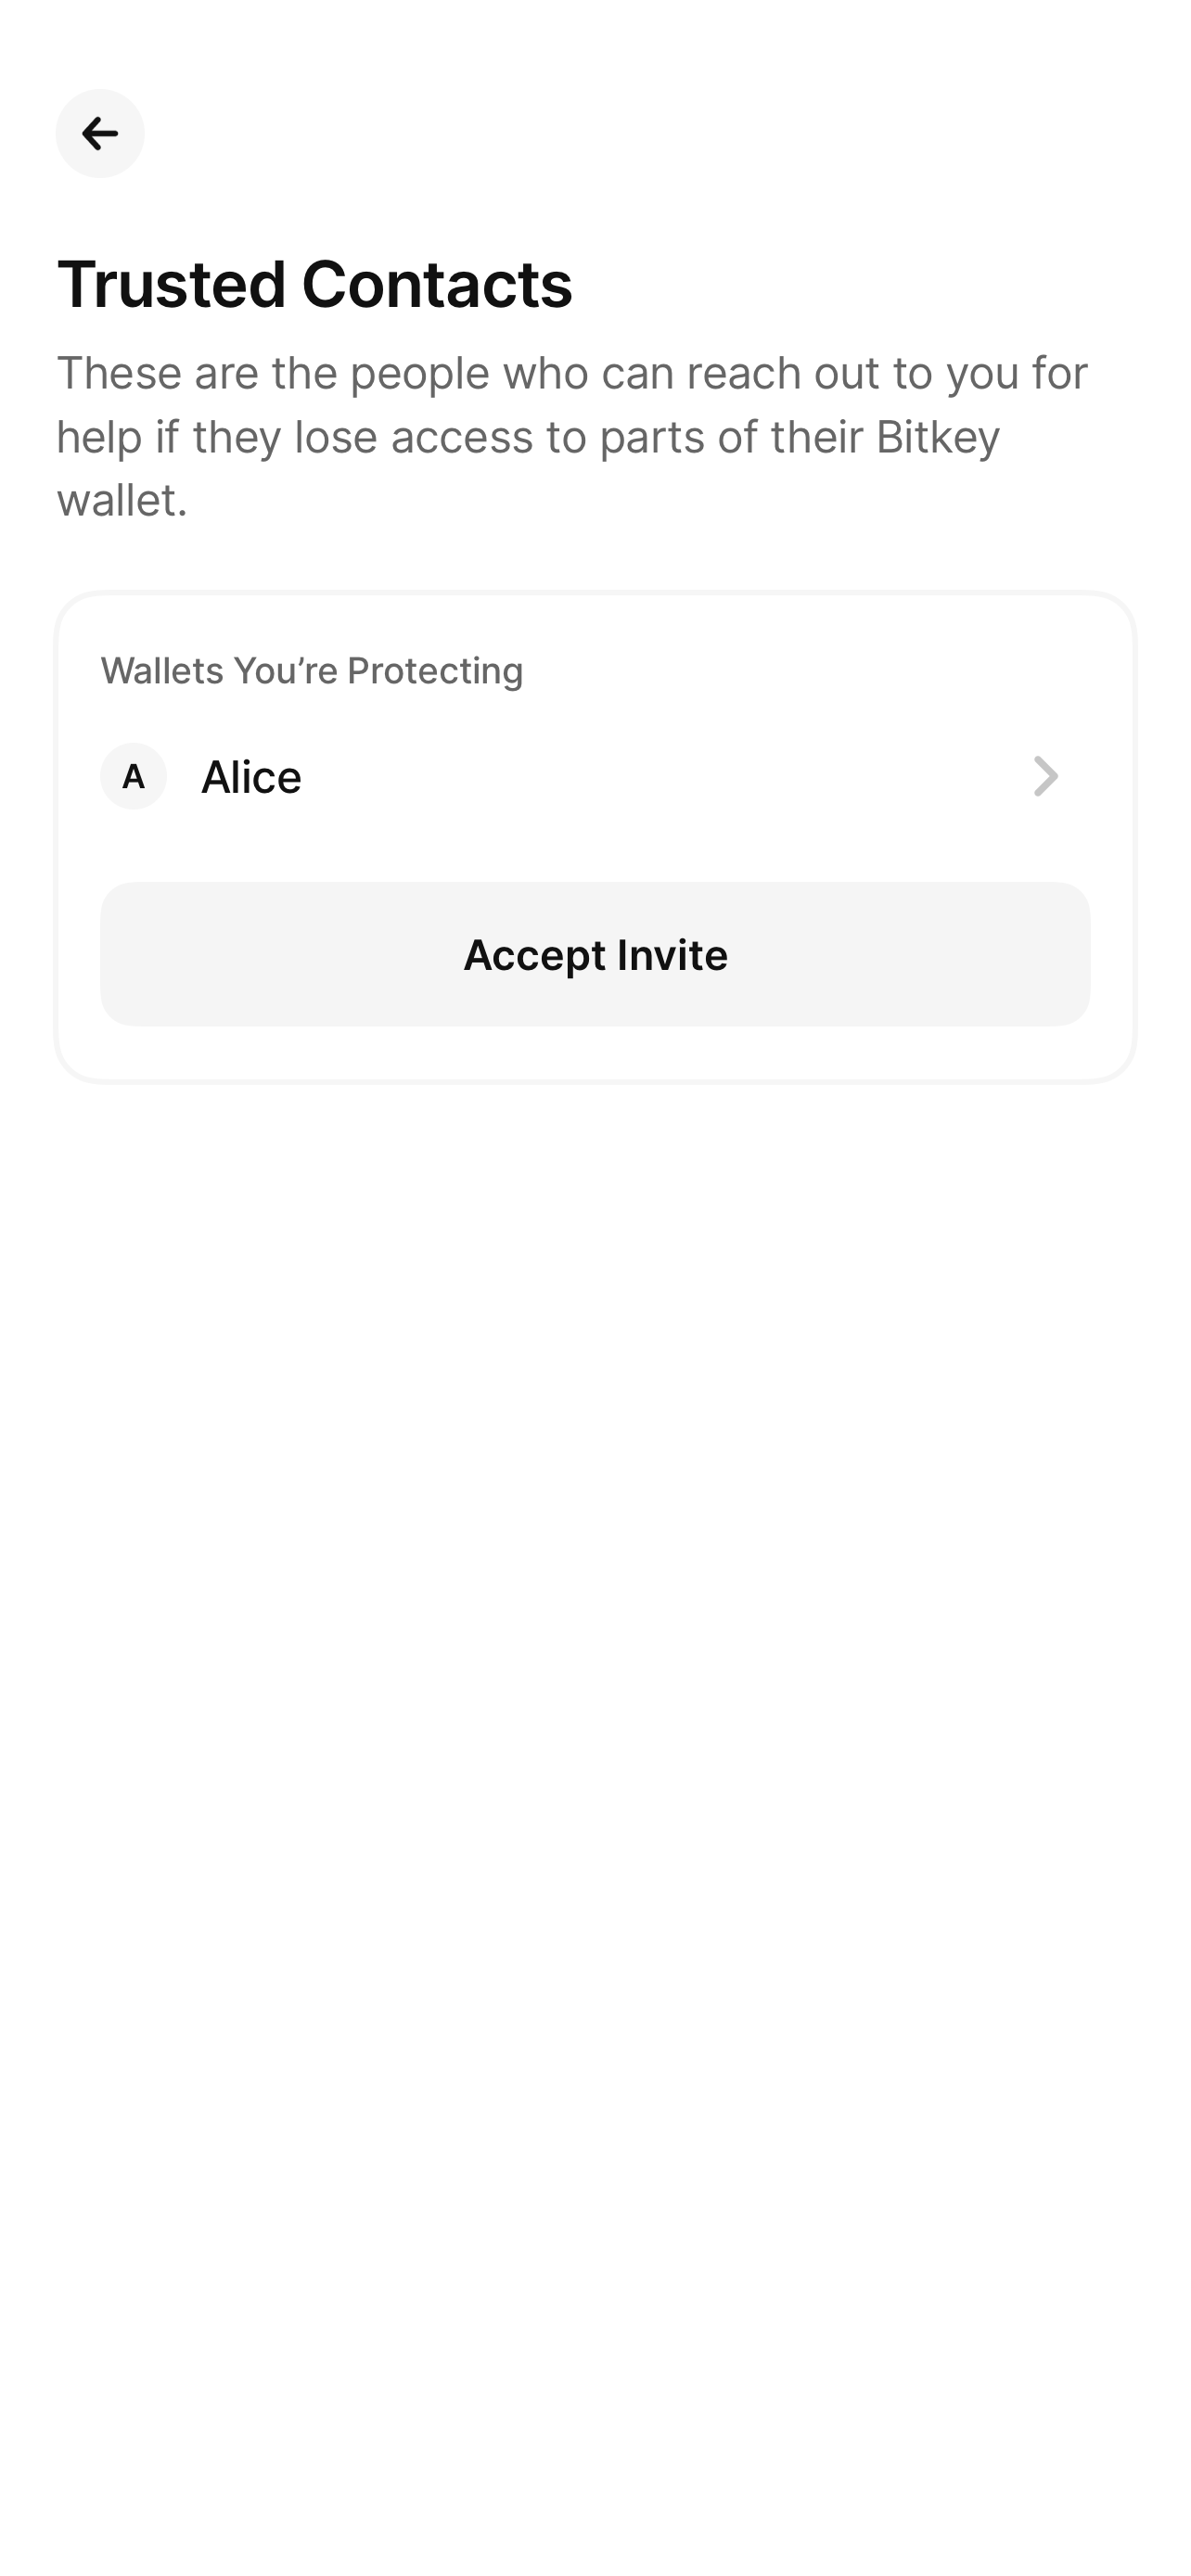 Trusted Contacts
These are the people who can reach out to you for
help if they lose access to parts of their Bitkey
wallet.
Wallets You’re Protecting
A Alice
Accept Invite